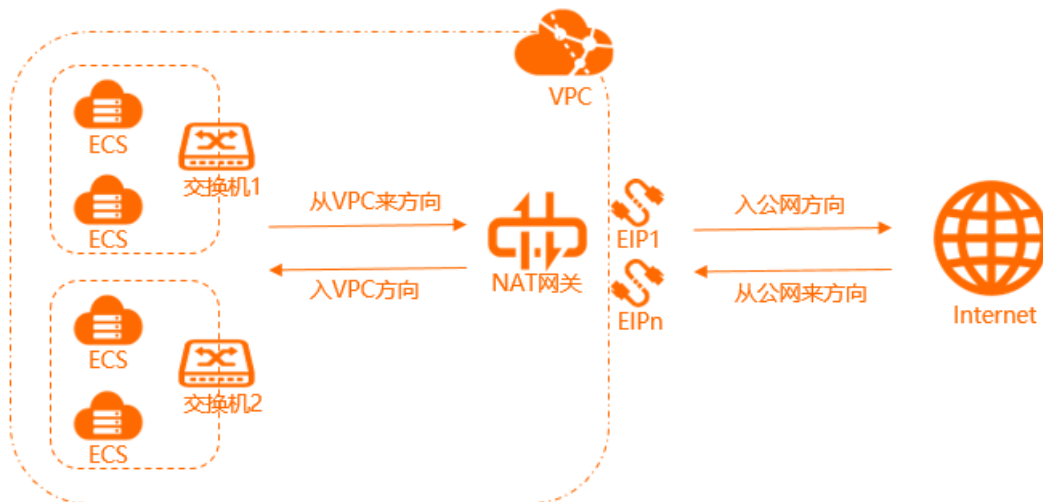 VPC
ECS
交换机1
ECS
从VPC来方向
入VPC方向
NAT网关
EIP1
EIPn
入公网方向
从公网来方向
Internet
ECS
交换机2
ECS